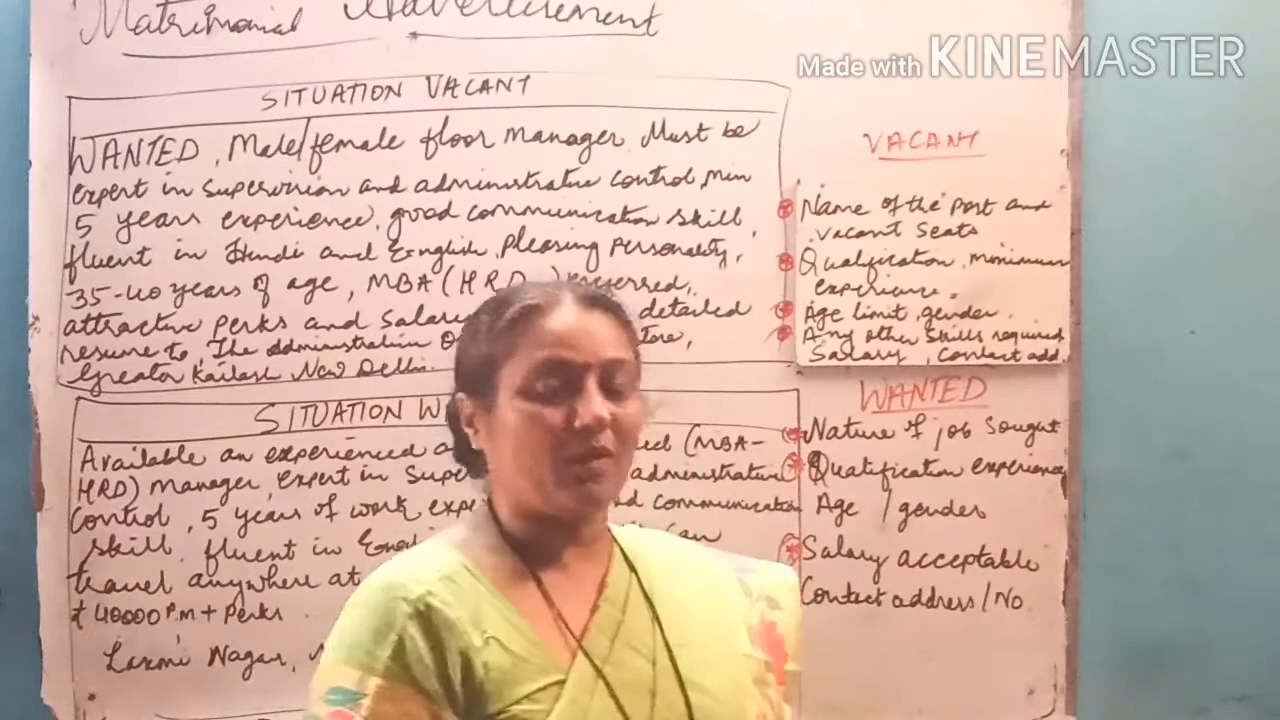 Matrimonial Advertisement
Made with KINEMASTER
SITUATION VACANT
WANTED, Male/female floor manager Must be
expert in supervision and administrative control, min
5 years experience, good communication skill,
fluent in Hindi and English, pleasing personality,
35-40 years of age, MBA (HRD) preferred,
attractive perks and salary detailed
resume to, The administration
Greater Kailash New Delhi.
VACANT
Name of the post and
vacant seats
Qualification, minimum
experience.
Age limit, gender.
Any other skills required
Salary, contact add.
SITUATION
Available an experienced
(MBA-
HRD) Manager, expert in administrative
control, 5 years of work communication
skill, fluent in can
travel anywhere at
₹ 40000 P.m + Perks
Laxmi Nagar,
WANTED
Nature of job sought
Qualification experience
Age / gender
Salary acceptable
Contact address / No